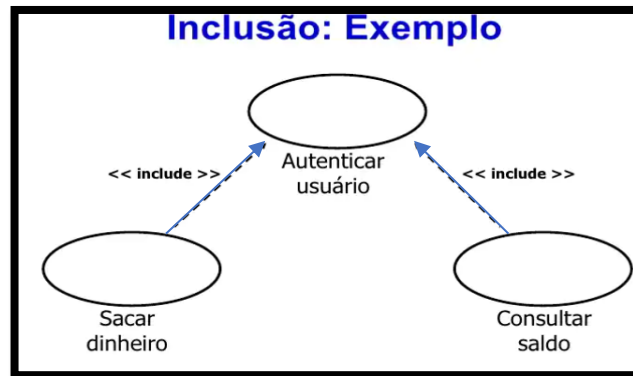 Inclusão: Exemplo
Autenticar
usuário
<< include >>
<< include >>
Sacar
dinheiro
Consultar
saldo